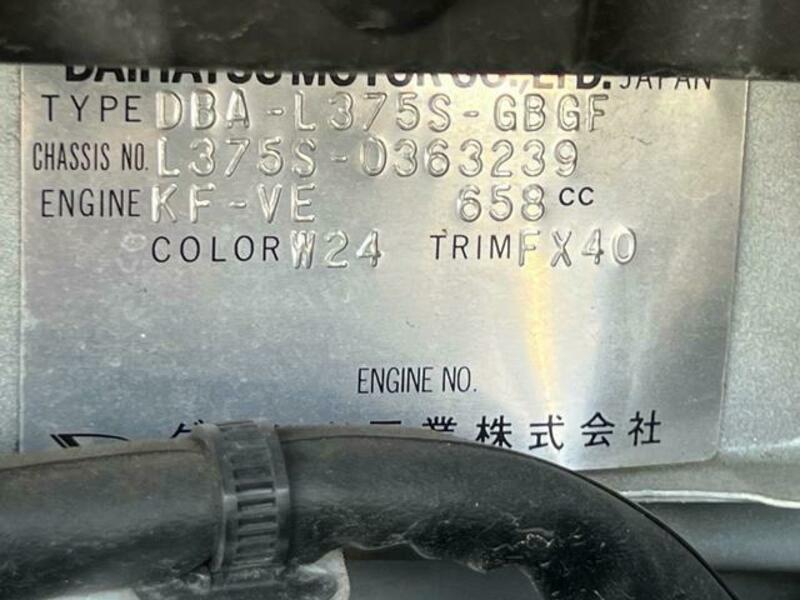 DAIHATSU MOTOR CO., LTD. JAPAN
TYPE DBA-L375S-GBGF
CHASSIS NO. L375S-0363239
ENGINE KF-VE 658 CC
COLOR W24 TRIM FX40
ENGINE NO.
業株式会社